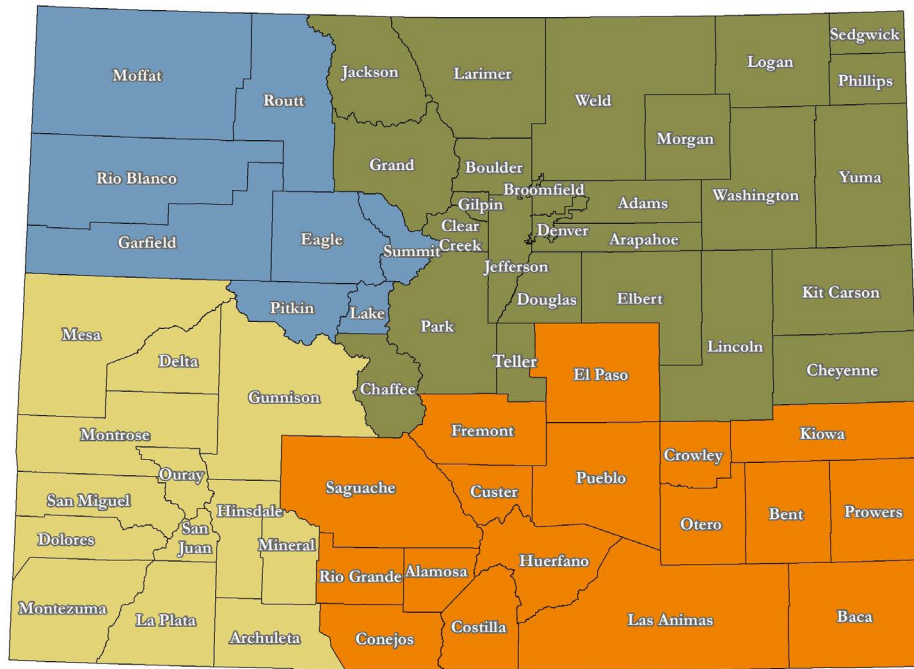 Sedgwick
Logan
Jackson
Larimer
Moffat
Phillips
Routt
Weld
Morgan
Grand
Boulder
Rio Blanco
Yuma
Broomfield
Washington
Gilpin
Adams
Clear
Creek
Denver
Garfield
Eagle
Arapahoe
Summit
Jefferson
Kit Carson
Douglas
Elbert
Pitkin
Lake
Mesa
Park
Lincoln
Delta
Teller
El Paso
Cheyenne
Chaffee
Gunnison
Fremont
Kiowa
Montrose
Crowley
Ouray
Pueblo
Saguache
Custer
San Miguel
Hinsdale
Bent
Prowers
Otero
San
Juan
Dolores
Mineral
Huerfano
Rio Grande
Alamosa
Montezuma
La Plata
Baca
Las Animas
Costilla
Archuleta
Conejos